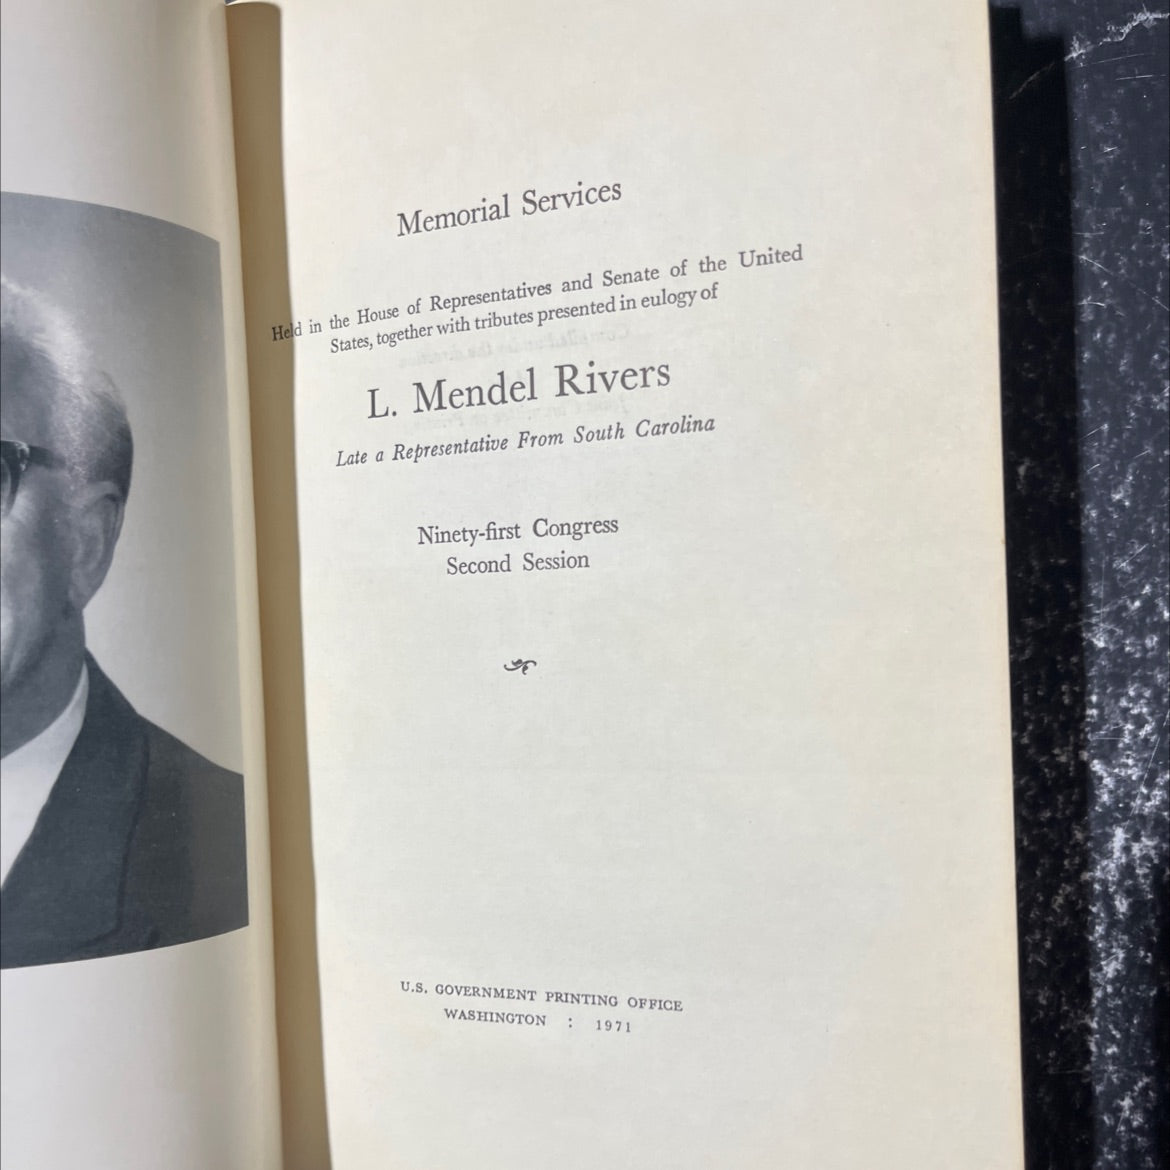 Memorial Services
Held in the House of Representatives and Senate of the United
States, together with tributes presented in eulogy of
L. Mendel Rivers
Late a Representative From South Carolina
Ninety-first Congress
Second Session
U.S. GOVERNMENT PRINTING OFFICE
WASHINGTON : 1971